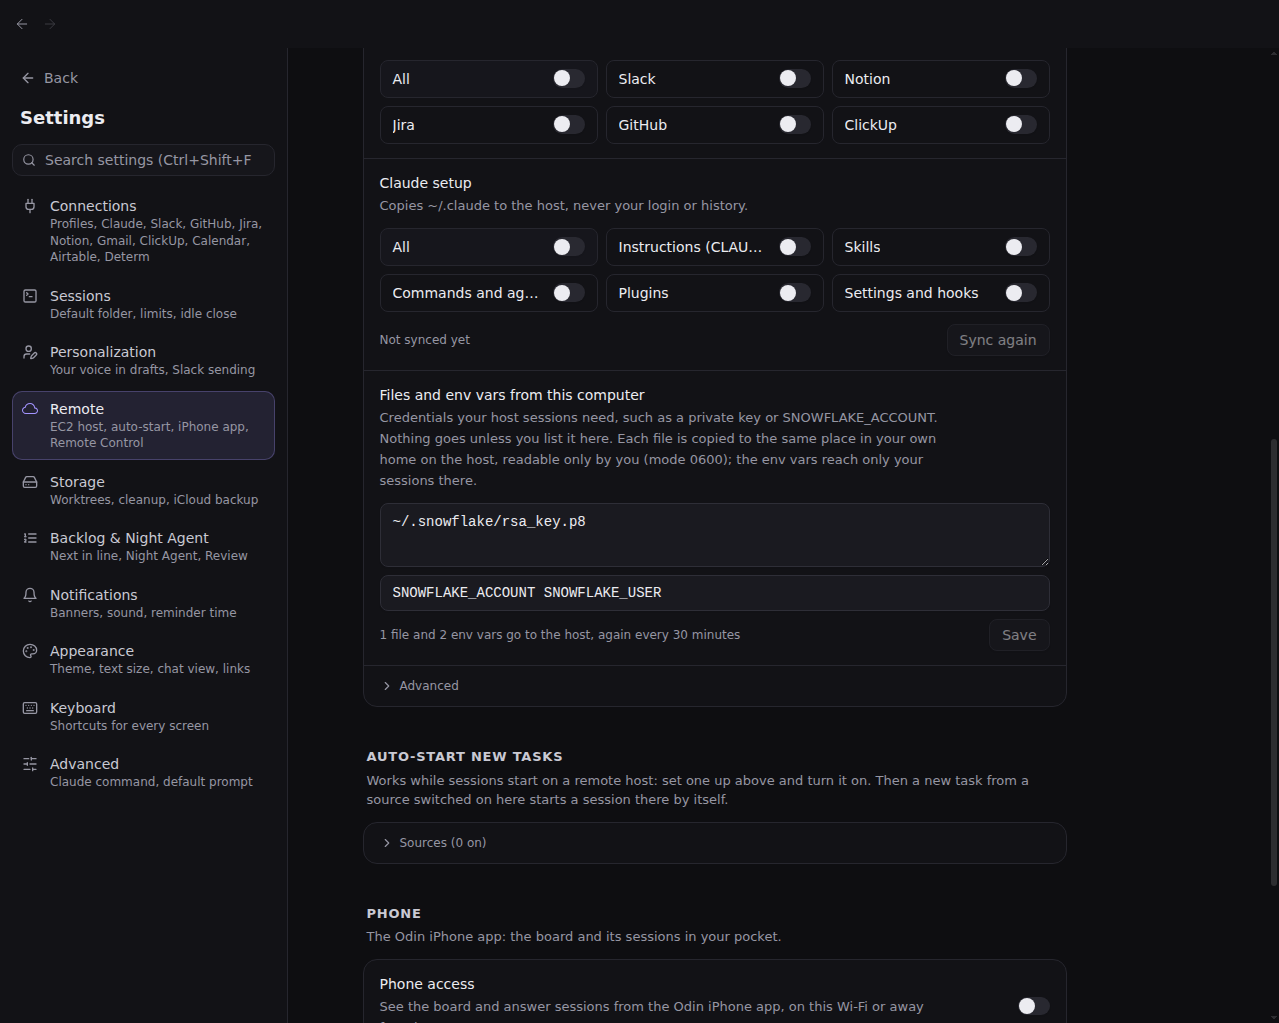 Back
Settings
Search settings (Ctrl+Shift+F
Connections
Profiles, Claude, Slack, GitHub, Jira,
Notion, Gmail, ClickUp, Calendar,
Airtable, Determ
Sessions
Default folder, limits, idle close
Personalization
Your voice in drafts, Slack sending
Remote
EC2 host, auto-start, iPhone app,
Remote Control
Storage
Worktrees, cleanup, iCloud backup
Backlog & Night Agent
Next in line, Night Agent, Review
Notifications
Banners, sound, reminder time
Appearance
Theme, text size, chat view, links
Keyboard
Shortcuts for every screen
Advanced
Claude command, default prompt
All
Slack
Notion
Jira
GitHub
ClickUp
Claude setup
Copies ~/.claude to the host, never your login or history.
All
Instructions (CLAU…
Skills
Commands and ag…
Plugins
Settings and hooks
Not synced yet
Sync again
Files and env vars from this computer
Credentials your host sessions need, such as a private key or SNOWFLAKE_ACCOUNT.
Nothing goes unless you list it here. Each file is copied to the same place in your own
home on the host, readable only by you (mode 0600); the env vars reach only your
sessions there.
~/.snowflake/rsa_key.p8
SNOWFLAKE_ACCOUNT SNOWFLAKE_USER
1 file and 2 env vars go to the host, again every 30 minutes
Save
Advanced
AUTO-START NEW TASKS
Works while sessions start on a remote host: set one up above and turn it on. Then a new task from a
source switched on here starts a session there by itself.
Sources (0 on)
PHONE
The Odin iPhone app: the board and its sessions in your pocket.
Phone access
See the board and answer sessions from the Odin iPhone app, on this Wi-Fi or away